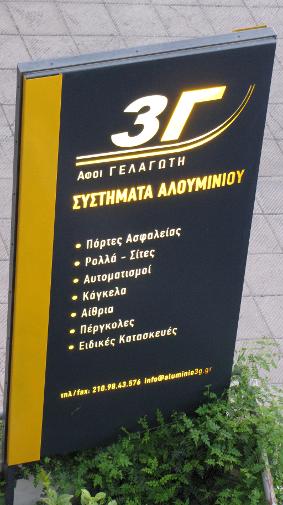 3Γ
ΑΦΟΙ ΓΕΛΑΓΩΤΗ
ΣΥΣΤΗΜΑΤΑ ΑΛΟΥΜΙΝΙΟΥ
• Πόρτες Ασφαλείας
• Ρολλά - Σίτες
• Αυτοματισμοί
• Κάγκελα
• Αίθρια
• Πέργκολες
• Ειδικές Κατασκευές
τηλ/fax: 210.98.43.576 info@aluminio3g.gr